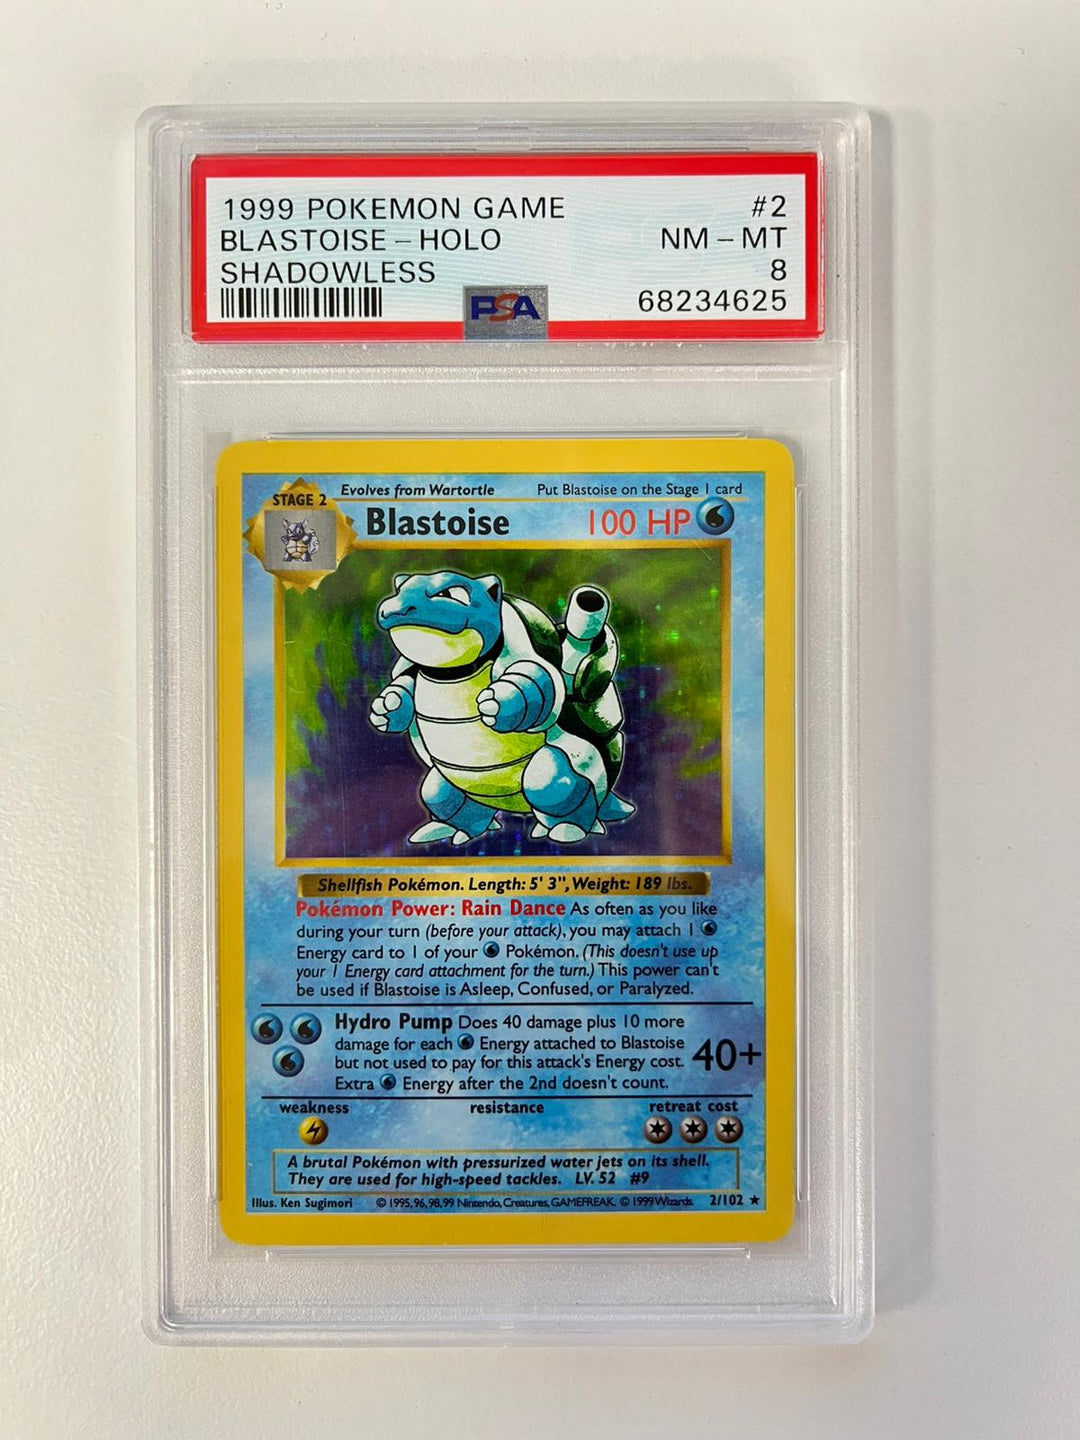 1999 POKEMON GAME #2
BLASTOISE – HOLO NM – MT
SHADOWLESS 8
PSA 68234625
STAGE 2 Evolves from Wartortle Put Blastoise on the Stage 1 card
Blastoise 100 HP
Shellfish Pokémon. Length: 5' 3", Weight: 189 lbs.
Pokémon Power: Rain Dance As often as you like
during your turn (before your attack), you may attach 1
Energy card to 1 of your Pokémon. (This doesn't use up
your 1 Energy card attachment for the turn.) This power can't
be used if Blastoise is Asleep, Confused, or Paralyzed.
Hydro Pump Does 40 damage plus 10 more
damage for each Energy attached to Blastoise
but not used to pay for this attack's Energy cost. 40+
Extra Energy after the 2nd doesn't count.
weakness resistance retreat cost
A brutal Pokémon with pressurized water jets on its shell.
They are used for high-speed tackles. LV. 52 #9
Illus. Ken Sugimori © 1995, 96, 98, 99 Nintendo, Creatures, GAMEFREAK. © 1999 Wizards. 2/102 ★